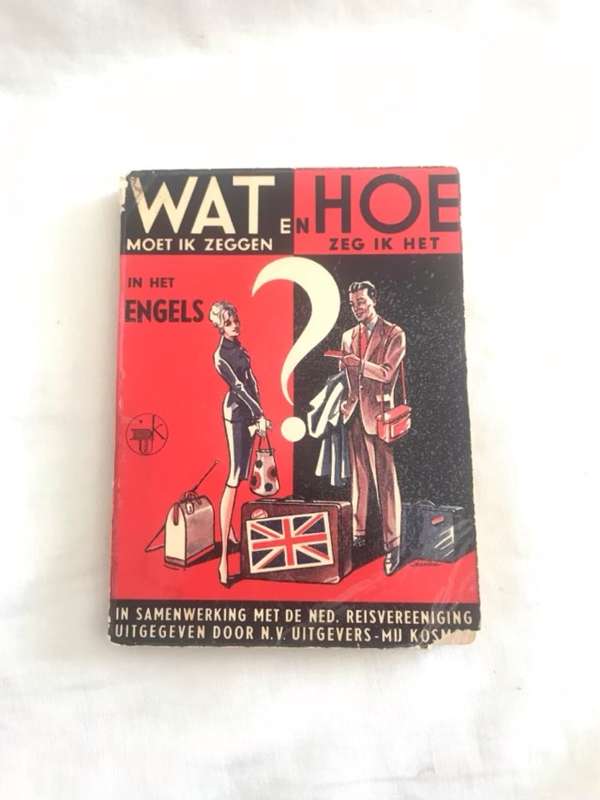 WAT EN HOE
MOET IK ZEGGEN ZEG IK HET
IN HET
ENGELS
?
IN SAMENWERKING MET DE NED. REISVEREENIGING
UITGEGEVEN DOOR N.V. UITGEVERS-MIJ